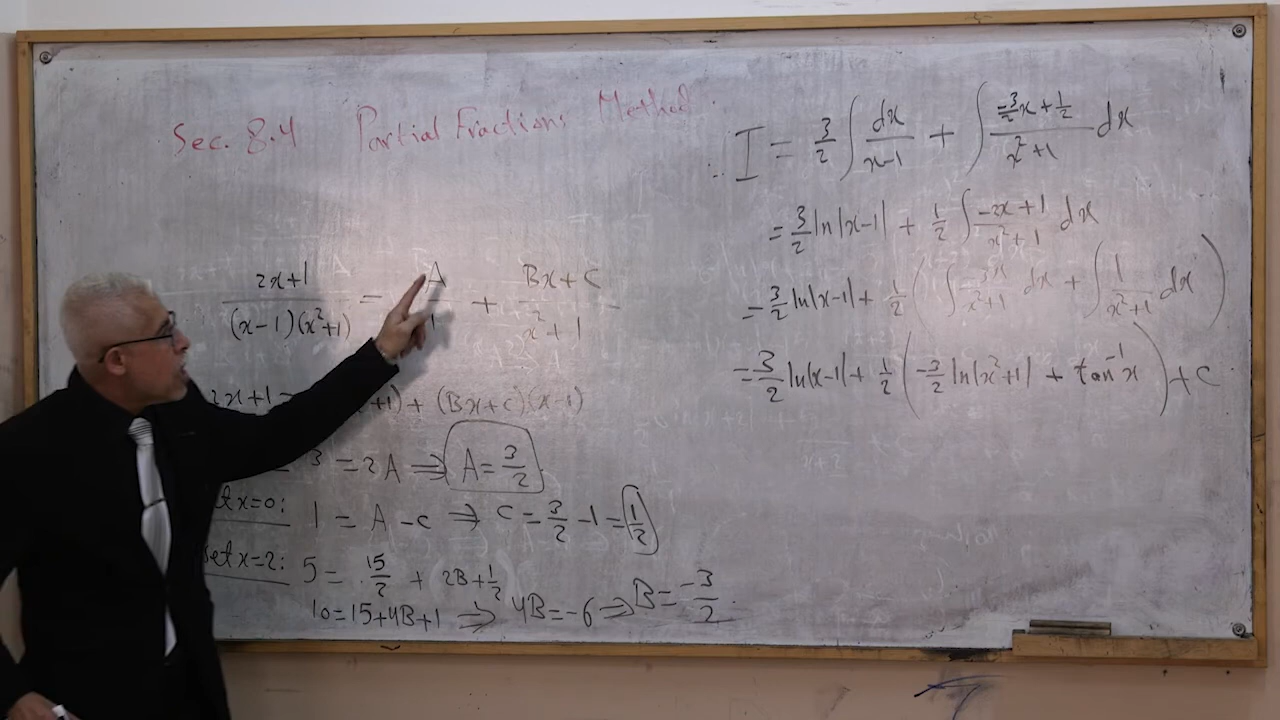 Sec. 8.4 Partial Fractions Method.
2x+1/(x-1)(x²+1) = A/1 + Bx+C/x²+1
2x+1 = +1) + (Bx+C)(x-1)
3 = 2A ⇒ A = 3/2
set x=0: 1 = A - C ⇒ C = 3/2 - 1 = 1/2
set x=2: 5 = 15/2 + 2B + 1/2
10 = 15 + 4B + 1 ⇒ 4B = -6 ⇒ B = -3/2
∴ I = 3/2 ∫ dx/x-1 + ∫ -3/2 x + 1/2 / x²+1 dx
= 3/2 ln|x-1| + 1/2 ∫ -2x+1/x²+1 dx
= 3/2 ln|x-1| + 1/2 ( ∫ -3x/x²+1 dx + ∫ 1/x²+1 dx )
= 3/2 ln|x-1| + 1/2 ( -3/2 ln|x²+1| + tan⁻¹x ) + C